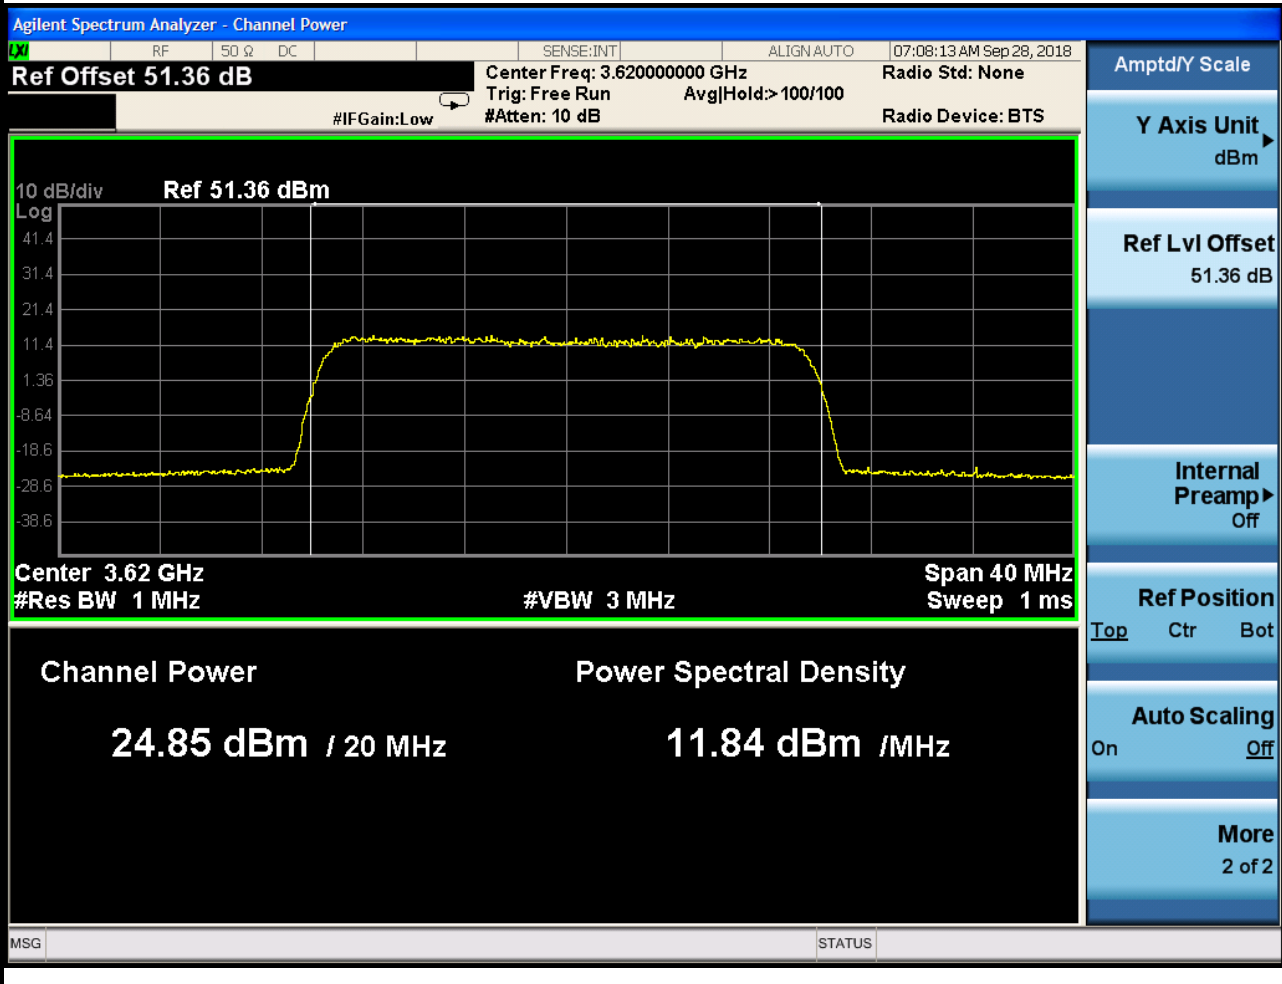 Agilent Spectrum Analyzer - Channel Power
LXI RF 50 Ω DC SENSE:INT ALIGN AUTO 07:08:13 AM Sep 28, 2018
Ref Offset 51.36 dB
Center Freq: 3.620000000 GHz
Radio Std: None
Trig: Free Run Avg|Hold:> 100/100
#IFGain:Low
#Atten: 10 dB
Radio Device: BTS
10 dB/div Ref 51.36 dBm
Log
41.4
31.4
21.4
11.4
1.36
-8.64
-18.6
-28.6
-38.6
Center 3.62 GHz
Span 40 MHz
#Res BW 1 MHz
#VBW 3 MHz
Sweep 1 ms
Channel Power
Power Spectral Density
24.85 dBm / 20 MHz
11.84 dBm /MHz
Amptd/Y Scale
Y Axis Unit
dBm
Ref Lvl Offset
51.36 dB
Internal
Preamp
Off
Ref Position
Top Ctr Bot
Auto Scaling
On Off
More
2 of 2
MSG
STATUS